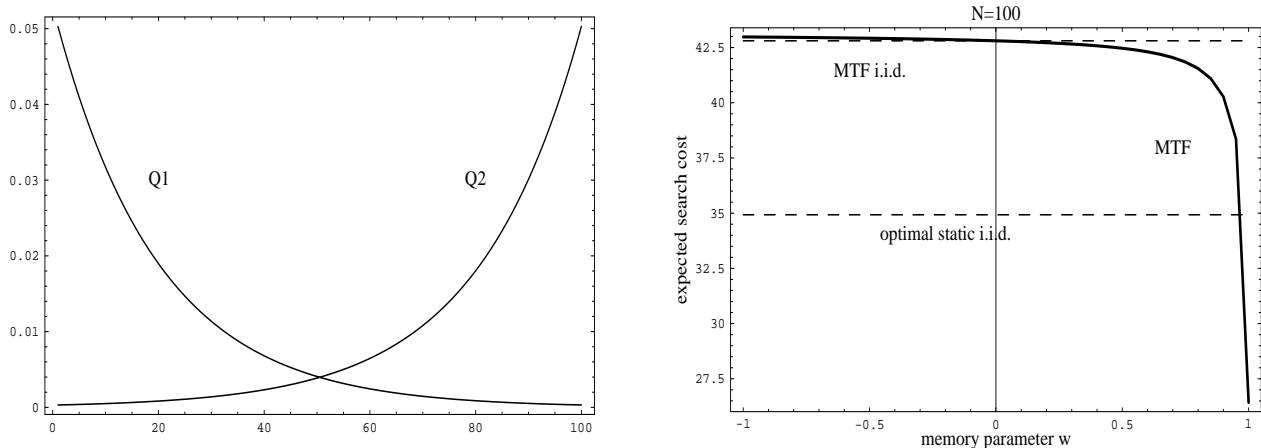 0.05
0.04
0.03
0.02
0.01
0
Q1
Q2
0 20 40 60 80 100
N=100
expected search cost
42.5
40
37.5
35
32.5
30
27.5
MTF i.i.d.
MTF
optimal static i.i.d.
-1 -0.5 0 0.5 1
memory parameter w